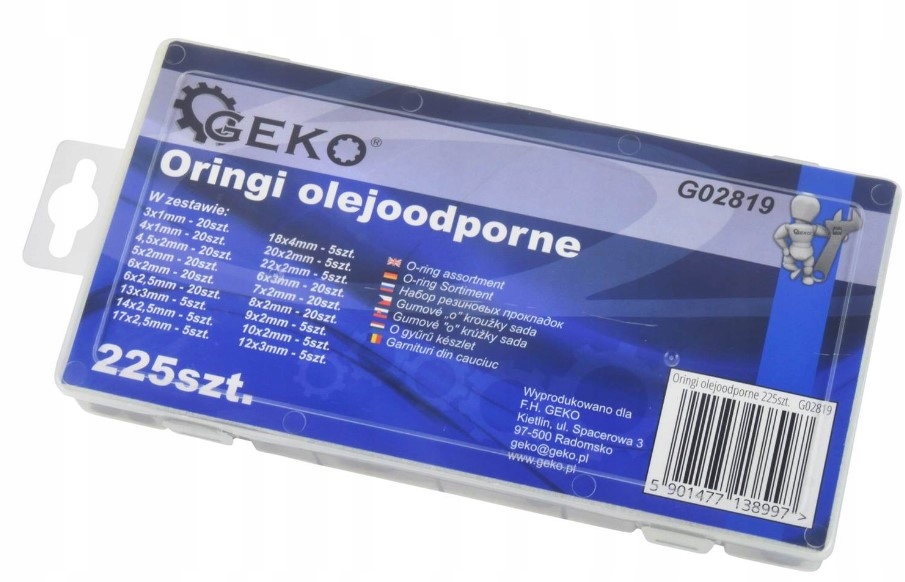 GEKO®
Oringi olejoodporne
G02819
W zestawie:
3x1mm - 20szt.
4x1mm - 20szt.
4,5x2mm - 20szt.
5x2mm - 20szt.
6x2mm - 20szt.
6x2,5mm - 20szt.
13x3mm - 5szt.
14x2,5mm - 5szt.
17x2,5mm - 5szt.
18x4mm - 5szt.
20x2mm - 5szt.
22x2mm - 5szt.
6x3mm - 20szt.
7x2mm - 20szt.
8x2mm - 20szt.
9x2mm - 5szt.
10x2mm - 5szt.
12x3mm - 5szt.
O-ring assortment
O-ring Sortiment
Набор резиновых прокладок
Gumové „o" kroužky sada
Gumové "o" krúžky sada
O gyűrű készlet
Garnituri din cauciuc
GEKO
225szt.
Wyprodukowano dla
F.H. GEKO
Kietlin, ul. Spacerowa 3
97-500 Radomsko
geko@geko.pl
www.geko.pl
Oringi olejoodporne 225szt. G02819
5 901477 138997 >